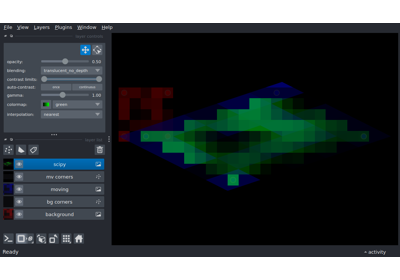 File View Layers Plugins Window Help
opacity: 0.50
blending: translucent_no_depth
contrast limits:
auto-contrast: once continuous
gamma: 1.00
colormap: green
interpolation: nearest
scipy
mv corners
moving
bg corners
background
Ready
activity